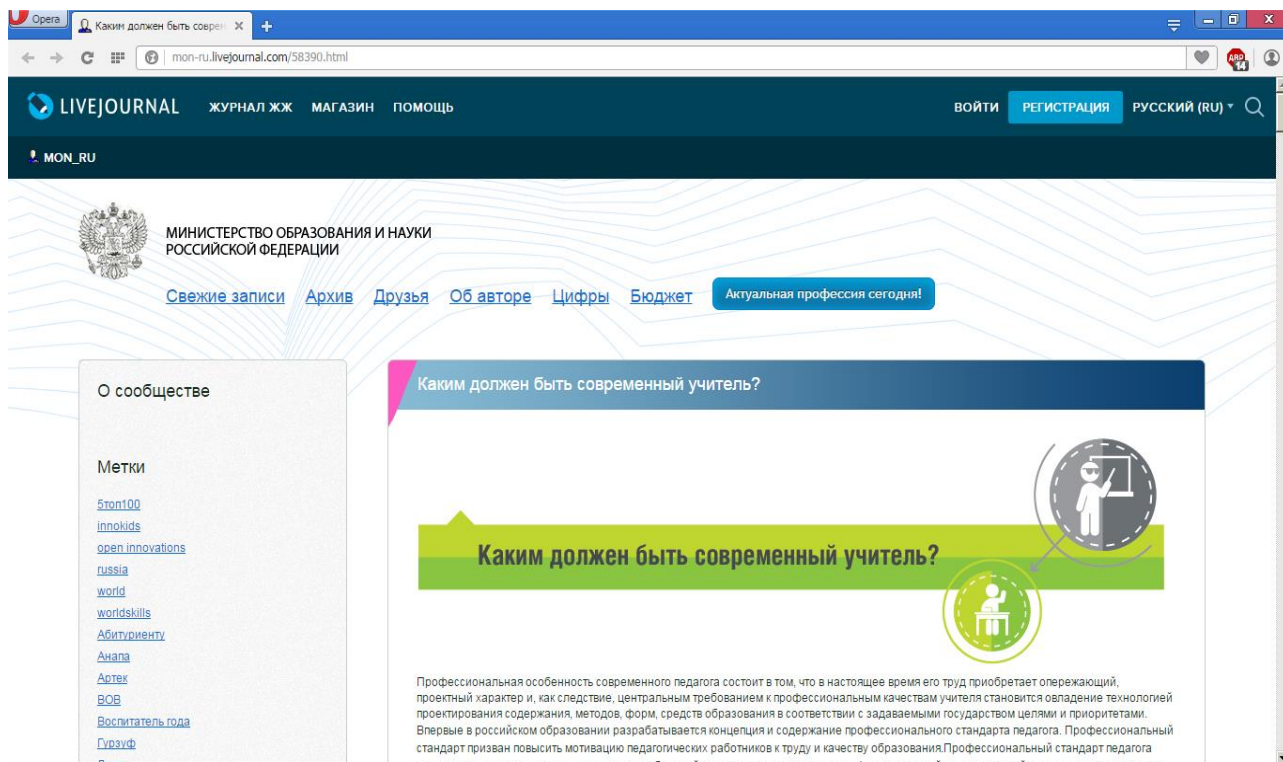 Opera
Каким должен быть соврем
mon-ru.livejournal.com/58390.html
ABP
14
LIVEJOURNAL ЖУРНАЛ ЖЖ МАГАЗИН ПОМОЩЬ
ВОЙТИ РЕГИСТРАЦИЯ РУССКИЙ (RU)
MON_RU
МИНИСТЕРСТВО ОБРАЗОВАНИЯ И НАУКИ
РОССИЙСКОЙ ФЕДЕРАЦИИ
Свежие записи Архив Друзья Об авторе Цифры Бюджет Актуальная профессия сегодня!
О сообществе
Метки
5топ100
innokids
open innovations
russia
world
worldskills
Абитуриенту
Анапа
Артек
ВОВ
Воспитатель года
Гурзуф
Каким должен быть современный учитель?
Каким должен быть современный учитель?
Профессиональная особенность современного педагога состоит в том, что в настоящее время его труд приобретает опережающий,
проектный характер и, как следствие, центральным требованием к профессиональным качествам учителя становится овладение технологией
проектирования содержания, методов, форм, средств образования в соответствии с задаваемыми государством целями и приоритетами.
Впервые в российском образовании разрабатывается концепция и содержание профессионального стандарта педагога. Профессиональный
стандарт призван повысить мотивацию педагогических работников к труду и качеству образования.Профессиональный стандарт педагога